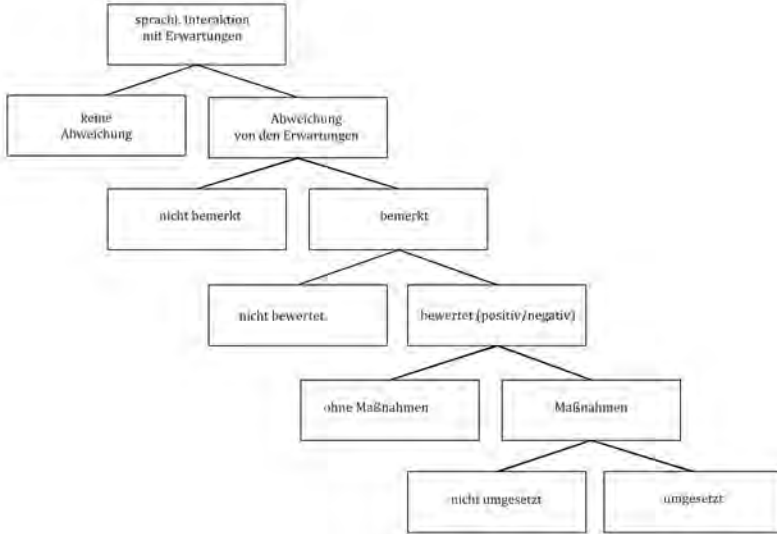 sprachl. Interaktion
mit Erwartungen
keine
Abweichung
Abweichung
von den Erwartungen
nicht bemerkt
bemerkt
nicht bewertet.
bewertet (positiv/negativ)
ohne Maßnahmen
Maßnahmen
nicht umgesetzt
umgesetzt